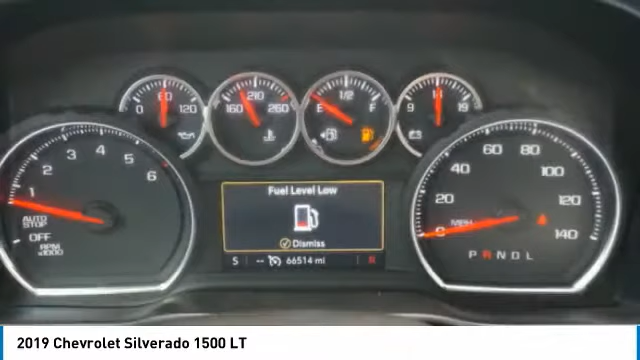 0 60 120
160 210 260
E 1/2 F
9 14 19
1 2 3 4 5 6
AUTO
STOP
OFF
RPM
x1000
Fuel Level Low
Dismiss
S -- 66514 mi R
0 20 40 60 80 100 120 140
MPH
P R N D L
2019 Chevrolet Silverado 1500 LT